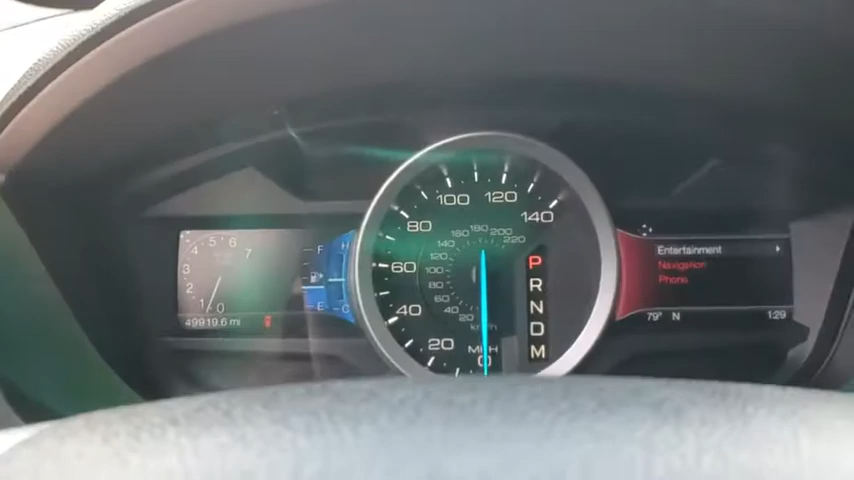 4 5 6
3 7
2
1 0
49919.6 mi
F H
E C
100 120
80 140
60
40
20
MPH
0
160 180 200
140 220
120
100
80
60
40
20
km/h
P
R
N
D
M
Entertainment
Navigation
Phone
79° N 1:29